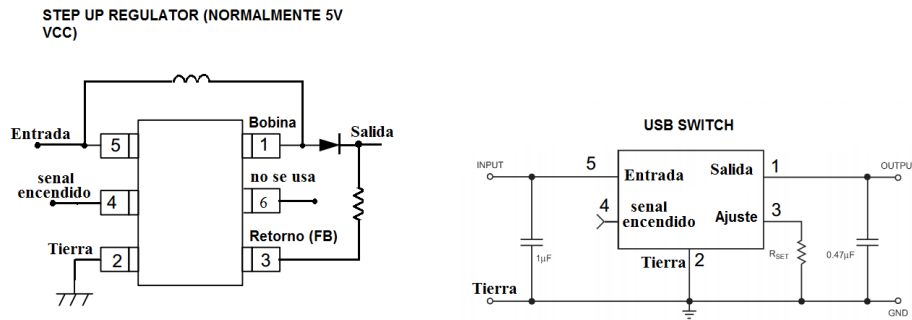 STEP UP REGULATOR (NORMALMENTE 5V
VCC)
Bobina
Entrada
5
1
Salida
senal
encendido
4
no se usa
6
Tierra
2
Retorno (FB)
3
USB SWITCH
INPUT
5
Entrada
Salida
1
OUTPU
4
senal
encendido
Ajuste
3
1µF
Tierra
2
RSET
0.47µF
Tierra
GND